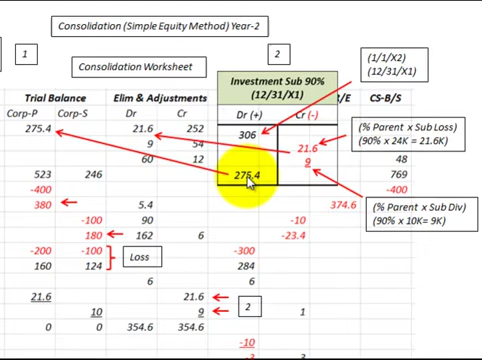 Consolidation (Simple Equity Method) Year-2
1
2
Consolidation Worksheet
(1/1/X2)
(12/31/X1)
Investment Sub 90%
(12/31/X1)
Trial Balance Elim & Adjustments /E CS-B/S
Corp-P Corp-S Dr Cr Dr (+) Cr (-)
275.4 21.6 252 306
(% Parent x Sub Loss)
(90% x 24K = 21.6K)
9 54 21.6
60 12 9 48
523 246 275.4 769
-400 -400
380 5.4 374.6
(% Parent x Sub Div)
(90% x 10K= 9K)
-100 90 -10
180 162 6 -23.4
-200 -100 Loss -300
160 124 284
6 6
21.6 21.6
10 9 2 1
0 0 354.6 354.6
-10